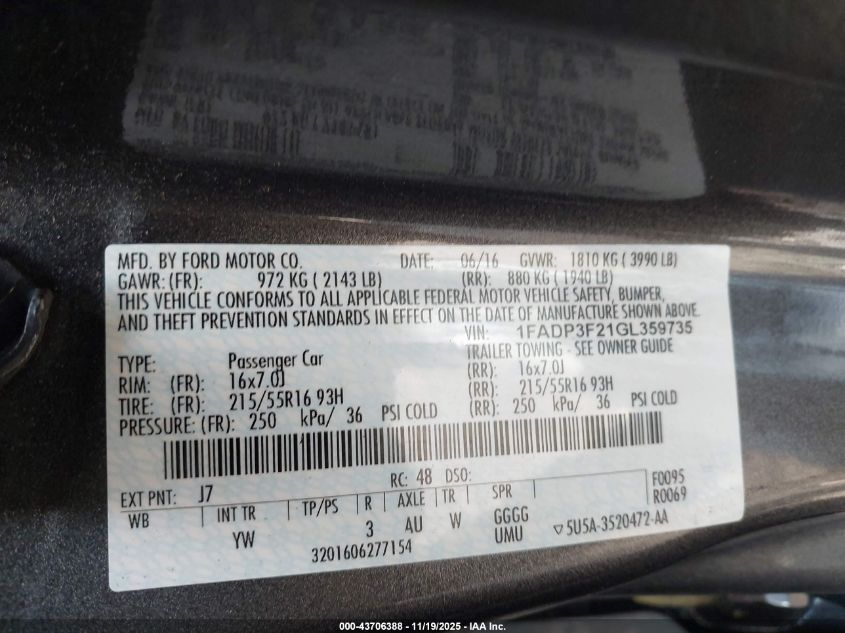 MFD. BY FORD MOTOR CO. DATE: 06/16 GVWR: 1810 KG ( 3990 LB)
GAWR: (FR): 972 KG ( 2143 LB) (RR): 880 KG ( 1940 LB)
THIS VEHICLE CONFORMS TO ALL APPLICABLE FEDERAL MOTOR VEHICLE SAFETY, BUMPER,
AND THEFT PREVENTION STANDARDS IN EFFECT ON THE DATE OF MANUFACTURE SHOWN ABOVE.
VIN: 1FADP3F21GL359735
TRAILER TOWING - SEE OWNER GUIDE
TYPE: Passenger Car
RIM: (FR): 16x7.0J (RR): 16x7.0J
TIRE: (FR): 215/55R16 93H (RR): 215/55R16 93H
PRESSURE: (FR): 250 kPa/ 36 PSI COLD (RR): 250 kPa/ 36 PSI COLD
RC: 48 DSO:
EXT PNT: J7 F0095
R0069
WB INT TR TP/PS R AXLE TR SPR
YW 3 AU W GGGG
UMU
3201606277154 5U5A-3520472-AA
000-43706388 - 11/19/2025 - IAA Inc.